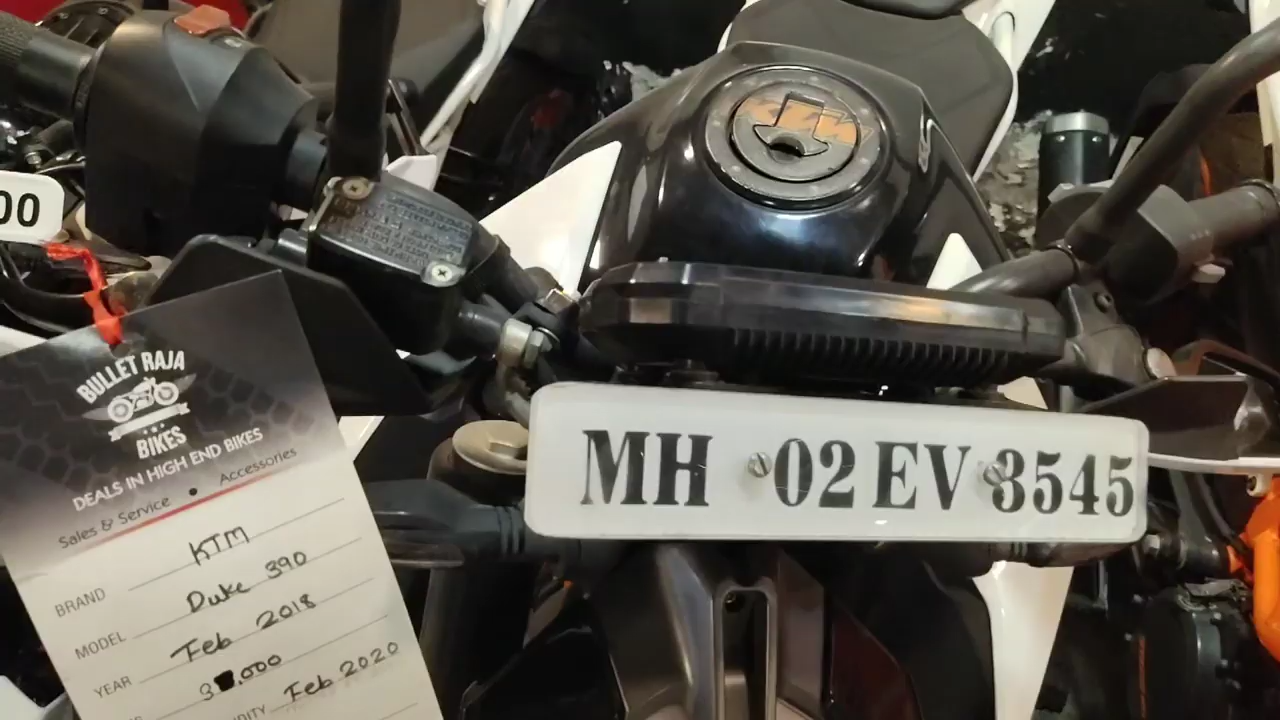 00
BULLET RAJA
BIKES
DEALS IN HIGH END BIKES
Sales & Service • Accessories
BRAND KTM
MODEL Duke 390
YEAR Feb 2018
Feb 2020
KTM
MH 02 EV 3545